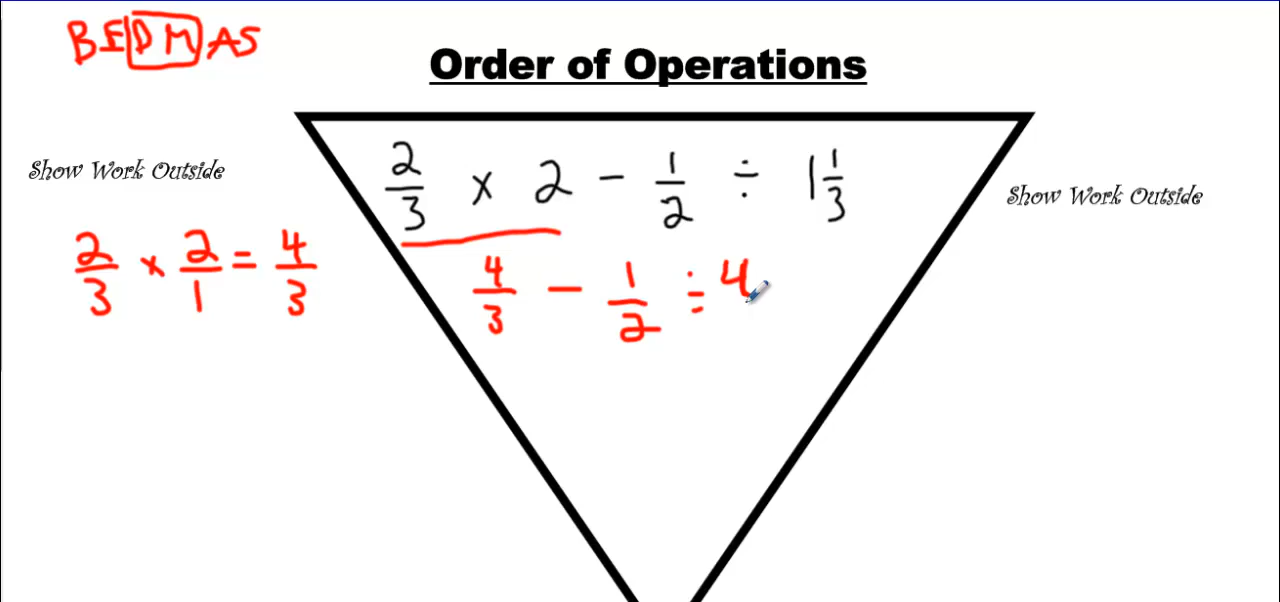 BEDMAS
Order of Operations
Show Work Outside
2/3 × 2 - 1/2 ÷ 1 1/3
Show Work Outside
2/3 × 2/1 = 4/3
4/3 - 1/2 ÷ 4